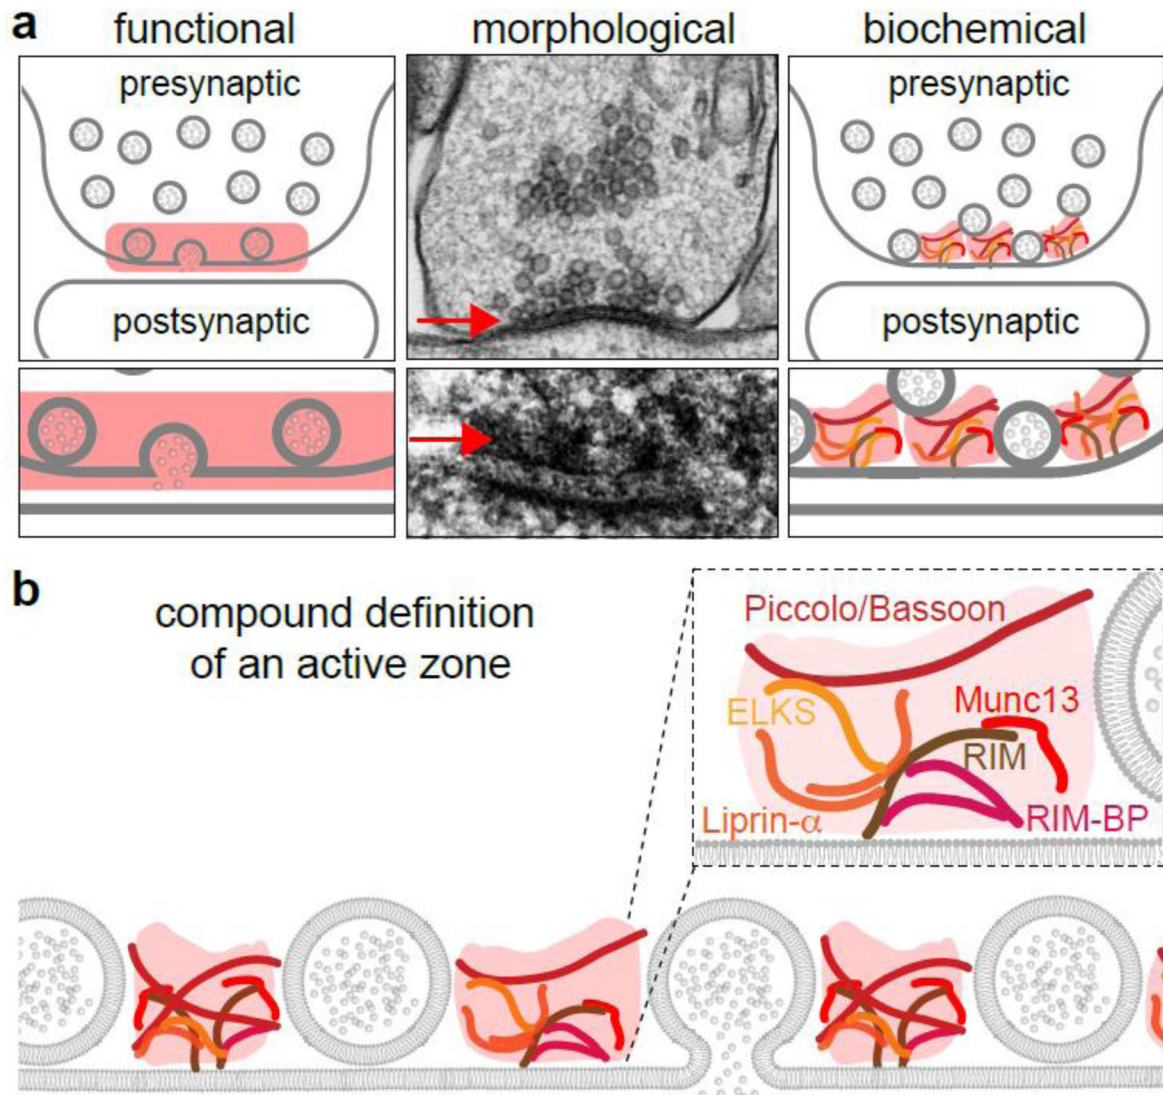 a
functional
morphological
biochemical
presynaptic
presynaptic
postsynaptic
postsynaptic
b
compound definition
of an active zone
Piccolo/Bassoon
ELKS
Munc13
RIM
Liprin-α
RIM-BP